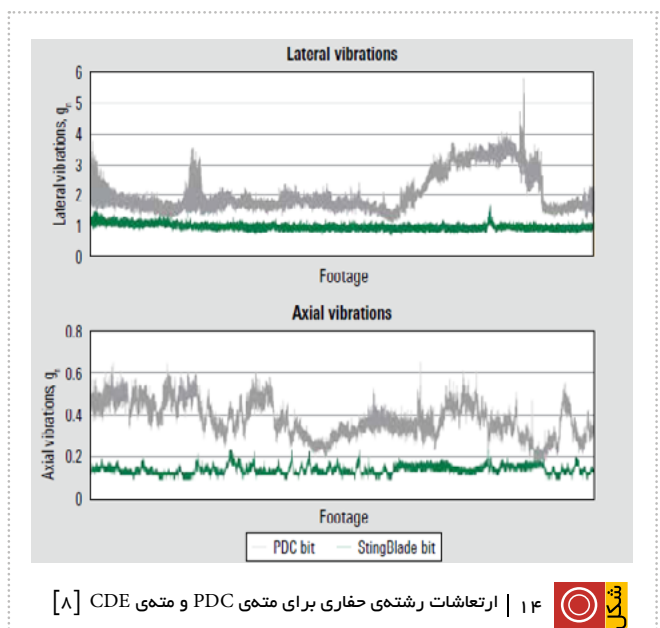 Lateral vibrations
Lateral vibrations, gn
6
5
4
3
2
1
0
Footage
Axial vibrations
Axial vibrations, gn
0.8
0.6
0.4
0.2
0
Footage
PDC bit StingBlade bit
شکل ۱۴ | ارتعاشات رشته‌ی حفاری برای مته‌ی PDC و مته‌ی CDE [۸]